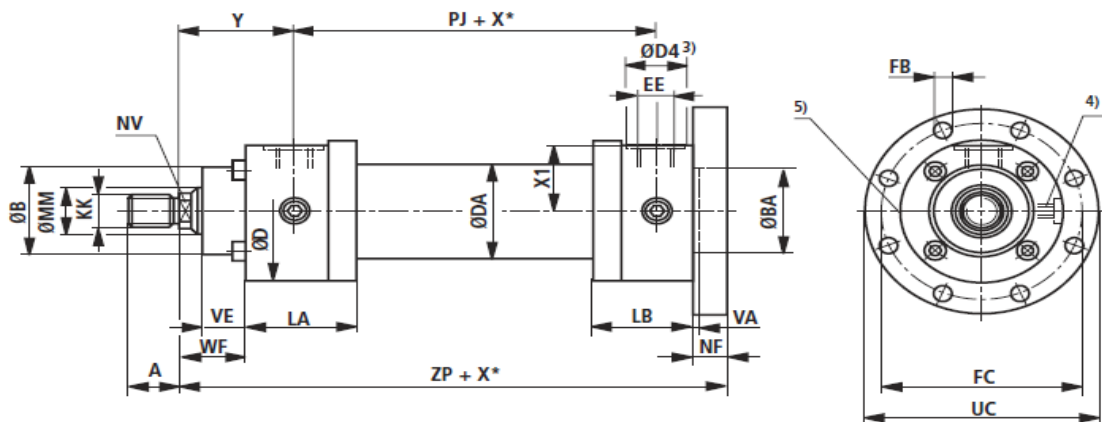 Y
PJ + X*
ØD4 3)
EE
FB
5)
4)
NV
ØB
ØMM
KK
ØD
ØDA
X1
ØBA
VE
LA
LB
VA
WF
NF
A
ZP + X*
FC
UC